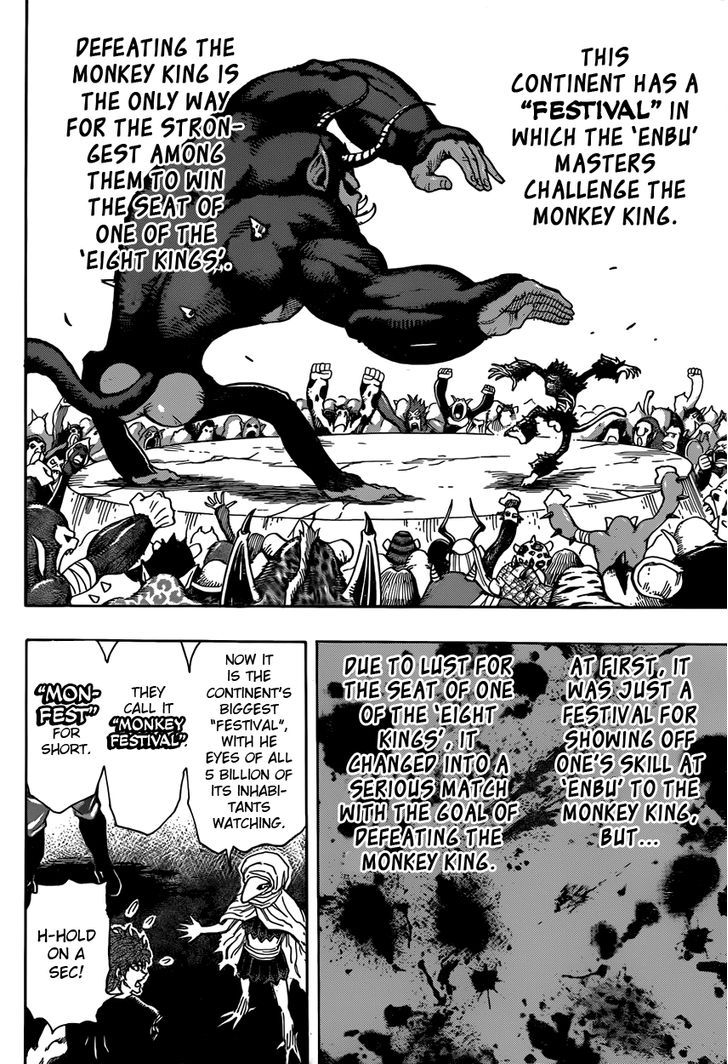 THIS
CONTINENT HAS A
"FESTIVAL" IN
WHICH THE 'ENBU'
MASTERS
CHALLENGE THE
MONKEY KING.
DEFEATING THE
MONKEY KING IS
THE ONLY WAY
FOR THE STRON-
GEST AMONG
THEM TO WIN
THE SEAT OF
ONE OF THE
'EIGHT KINGS'.
AT FIRST, IT
WAS JUST A
FESTIVAL FOR
SHOWING OFF
ONE'S SKILL AT
'ENBU' TO THE
MONKEY KING,
BUT...
DUE TO LUST FOR
THE SEAT OF ONE
OF THE 'EIGHT
KINGS', IT
CHANGED INTO A
SERIOUS MATCH
WITH THE GOAL OF
DEFEATING THE
MONKEY KING.
NOW IT
IS THE
CONTINENT'S
BIGGEST
"FESTIVAL",
WITH HE
EYES OF ALL
5 BILLION OF
ITS INHABI-
TANTS
WATCHING.
THEY
CALL IT
"MONKEY
FESTIVAL".
"MON-
FEST"
FOR
SHORT.
H-HOLD
ON A
SEC!